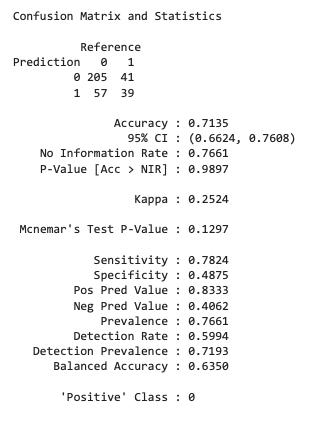 Confusion Matrix and Statistics
Reference
Prediction 0 1
0 205 41
1 57 39
Accuracy : 0.7135
95% CI : (0.6624, 0.7608)
No Information Rate : 0.7661
P-Value [Acc > NIR] : 0.9897
Kappa : 0.2524
Mcnemar's Test P-Value : 0.1297
Sensitivity : 0.7824
Specificity : 0.4875
Pos Pred Value : 0.8333
Neg Pred Value : 0.4062
Prevalence : 0.7661
Detection Rate : 0.5994
Detection Prevalence : 0.7193
Balanced Accuracy : 0.6350
'Positive' Class : 0